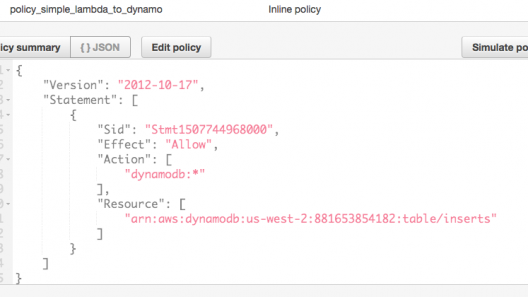 policy_simple_lambda_to_dynamo Inline policy
icy summary {} JSON Edit policy Simulate po
{
"Version": "2012-10-17",
"Statement": [
{
"Sid": "Stmt1507744968000",
"Effect": "Allow",
"Action": [
"dynamodb:*"
],
"Resource": [
"arn:aws:dynamodb:us-west-2:881653854182:table/inserts"
]
}
]
}